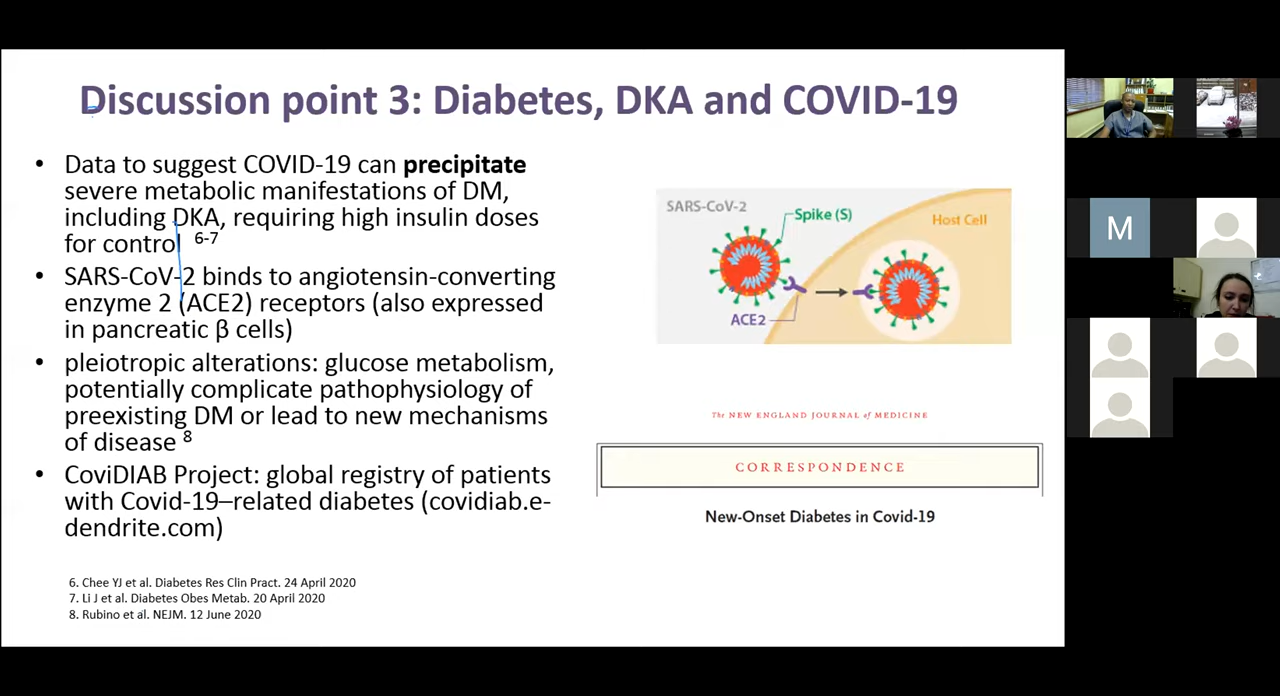 Discussion point 3: Diabetes, DKA and COVID-19
• Data to suggest COVID-19 can precipitate
severe metabolic manifestations of DM,
including DKA, requiring high insulin doses
for control 6-7
• SARS-CoV-2 binds to angiotensin-converting
enzyme 2 (ACE2) receptors (also expressed
in pancreatic β cells)
• pleiotropic alterations: glucose metabolism,
potentially complicate pathophysiology of
preexisting DM or lead to new mechanisms
of disease 8
• CoviDIAB Project: global registry of patients
with Covid-19–related diabetes (covidiab.e-
dendrite.com)
6. Chee YJ et al. Diabetes Res Clin Pract. 24 April 2020
7. Li J et al. Diabetes Obes Metab. 20 April 2020
8. Rubino et al. NEJM. 12 June 2020
SARS-CoV-2
Spike (S)
Host Cell
ACE2
The NEW ENGLAND JOURNAL of MEDICINE
CORRESPONDENCE
New-Onset Diabetes in Covid-19
M